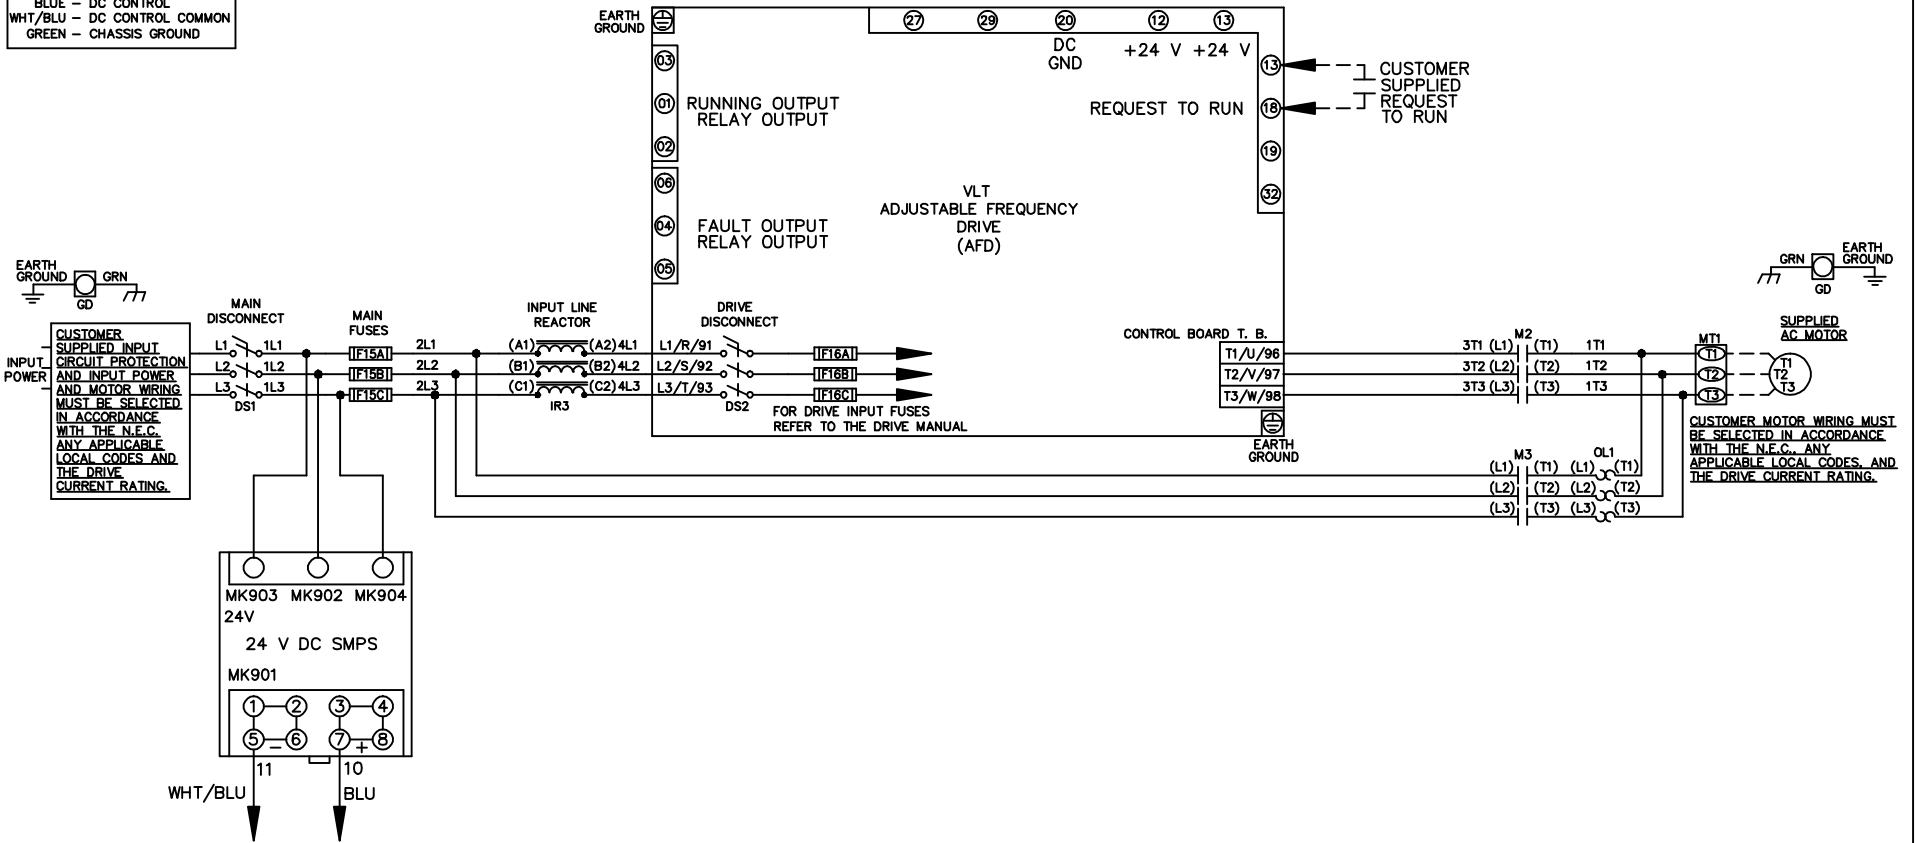 BLUE – DC CONTROL
WHT/BLU – DC CONTROL COMMON
GREEN – CHASSIS GROUND
EARTH
GROUND
27
29
20
12
13
DC
GND
+24 V
+24 V
03
01
02
RUNNING OUTPUT
RELAY OUTPUT
06
04
05
FAULT OUTPUT
RELAY OUTPUT
REQUEST TO RUN
13
18
19
32
CUSTOMER
SUPPLIED
REQUEST
TO RUN
VLT
ADJUSTABLE FREQUENCY
DRIVE
(AFD)
EARTH
GROUND
GRN
GD
GRN
EARTH
GROUND
GD
INPUT
POWER
CUSTOMER
SUPPLIED INPUT
CIRCUIT PROTECTION
AND INPUT POWER
AND MOTOR WIRING
MUST BE SELECTED
IN ACCORDANCE
WITH THE N.E.C.
ANY APPLICABLE
LOCAL CODES AND
THE DRIVE
CURRENT RATING.
MAIN
DISCONNECT
L1 1L1
L2 1L2
L3 1L3
DS1
MAIN
FUSES
F15A
F15B
F15C
2L1
2L2
2L3
INPUT LINE
REACTOR
(A1) (A2) 4L1
(B1) (B2) 4L2
(C1) (C2) 4L3
IR3
L1/R/91
L2/S/92
L3/T/93
DRIVE
DISCONNECT
DS2
F16A
F16B
F16C
FOR DRIVE INPUT FUSES
REFER TO THE DRIVE MANUAL
CONTROL BOARD T. B.
T1/U/96
T2/V/97
T3/W/98
EARTH
GROUND
M2
3T1 (L1) (T1) 1T1
3T2 (L2) (T2) 1T2
3T3 (L3) (T3) 1T3
MT1
T1
T2
T3
SUPPLIED
AC MOTOR
T1
T2
T3
CUSTOMER MOTOR WIRING MUST
BE SELECTED IN ACCORDANCE
WITH THE N.E.C., ANY
APPLICABLE LOCAL CODES, AND
THE DRIVE CURRENT RATING.
M3
OL1
(L1) (T1) (L1) (T1)
(L2) (T2) (L2) (T2)
(L3) (T3) (L3) (T3)
MK903 MK902 MK904
24V
24 V DC SMPS
MK901
1 2 3 4
5 – 6 7 + 8
11
10
WHT/BLU
BLU